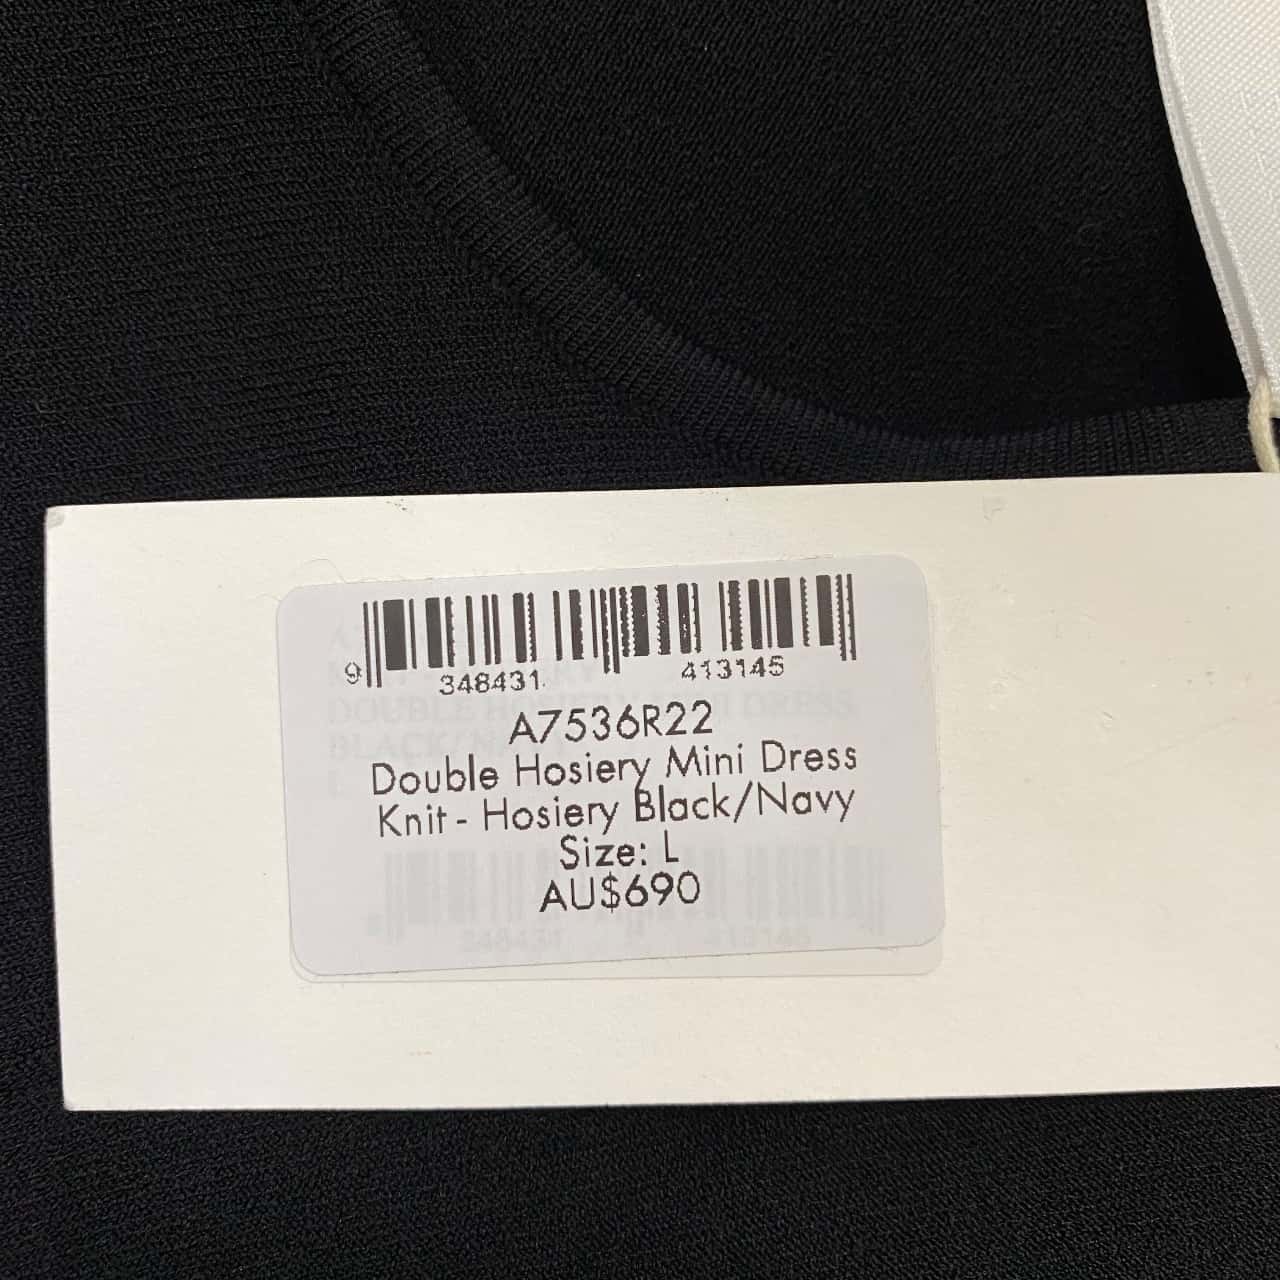 9 348431 413145
A7536R22
Double Hosiery Mini Dress
Knit - Hosiery Black/Navy
Size: L
AU$690